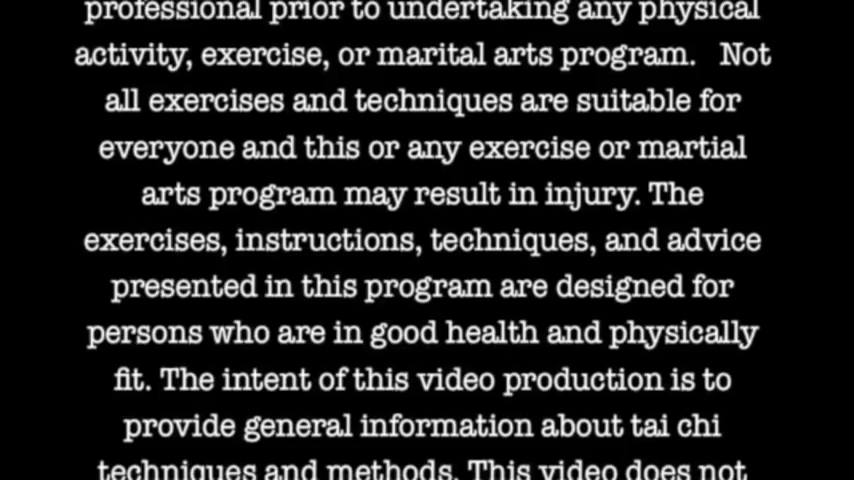 professional prior to undertaking any physical
activity, exercise, or marital arts program. Not
all exercises and techniques are suitable for
everyone and this or any exercise or martial
arts program may result in injury. The
exercises, instructions, techniques, and advice
presented in this program are designed for
persons who are in good health and physically
fit. The intent of this video production is to
provide general information about tai chi
techniques and methods. This video does not